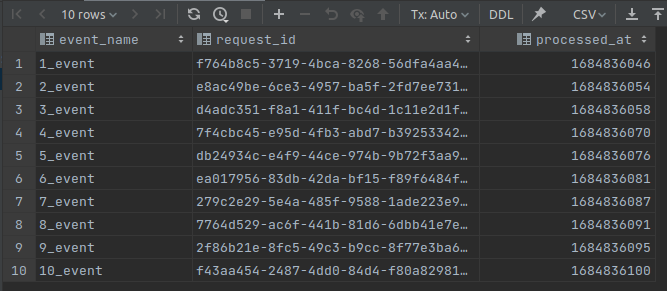 10 rows Tx: Auto DDL CSV
event_name request_id processed_at
1 1_event f764b8c5-3719-4bca-8268-56dfa4aa4… 1684836046
2 2_event e8ac49be-6ce3-4957-ba5f-2fd7ee731… 1684836054
3 3_event d4adc351-f8a1-411f-bc4d-1c11e2d1f… 1684836058
4 4_event 7f4cbc45-e95d-4fb3-abd7-b39253342… 1684836070
5 5_event db24934c-e4f9-44ce-974b-9b72f3aa9… 1684836076
6 6_event ea017956-83db-42da-bf15-f89f6484f… 1684836081
7 7_event 279c2e29-5e4a-485f-9588-1ade223e9… 1684836087
8 8_event 7764d529-ac6f-441b-81d6-6dbb41e7e… 1684836091
9 9_event 2f86b21e-8fc5-49c3-b9cc-8f77e3ba6… 1684836095
10 10_event f43aa454-2487-4dd0-84d4-f80a82981… 1684836100